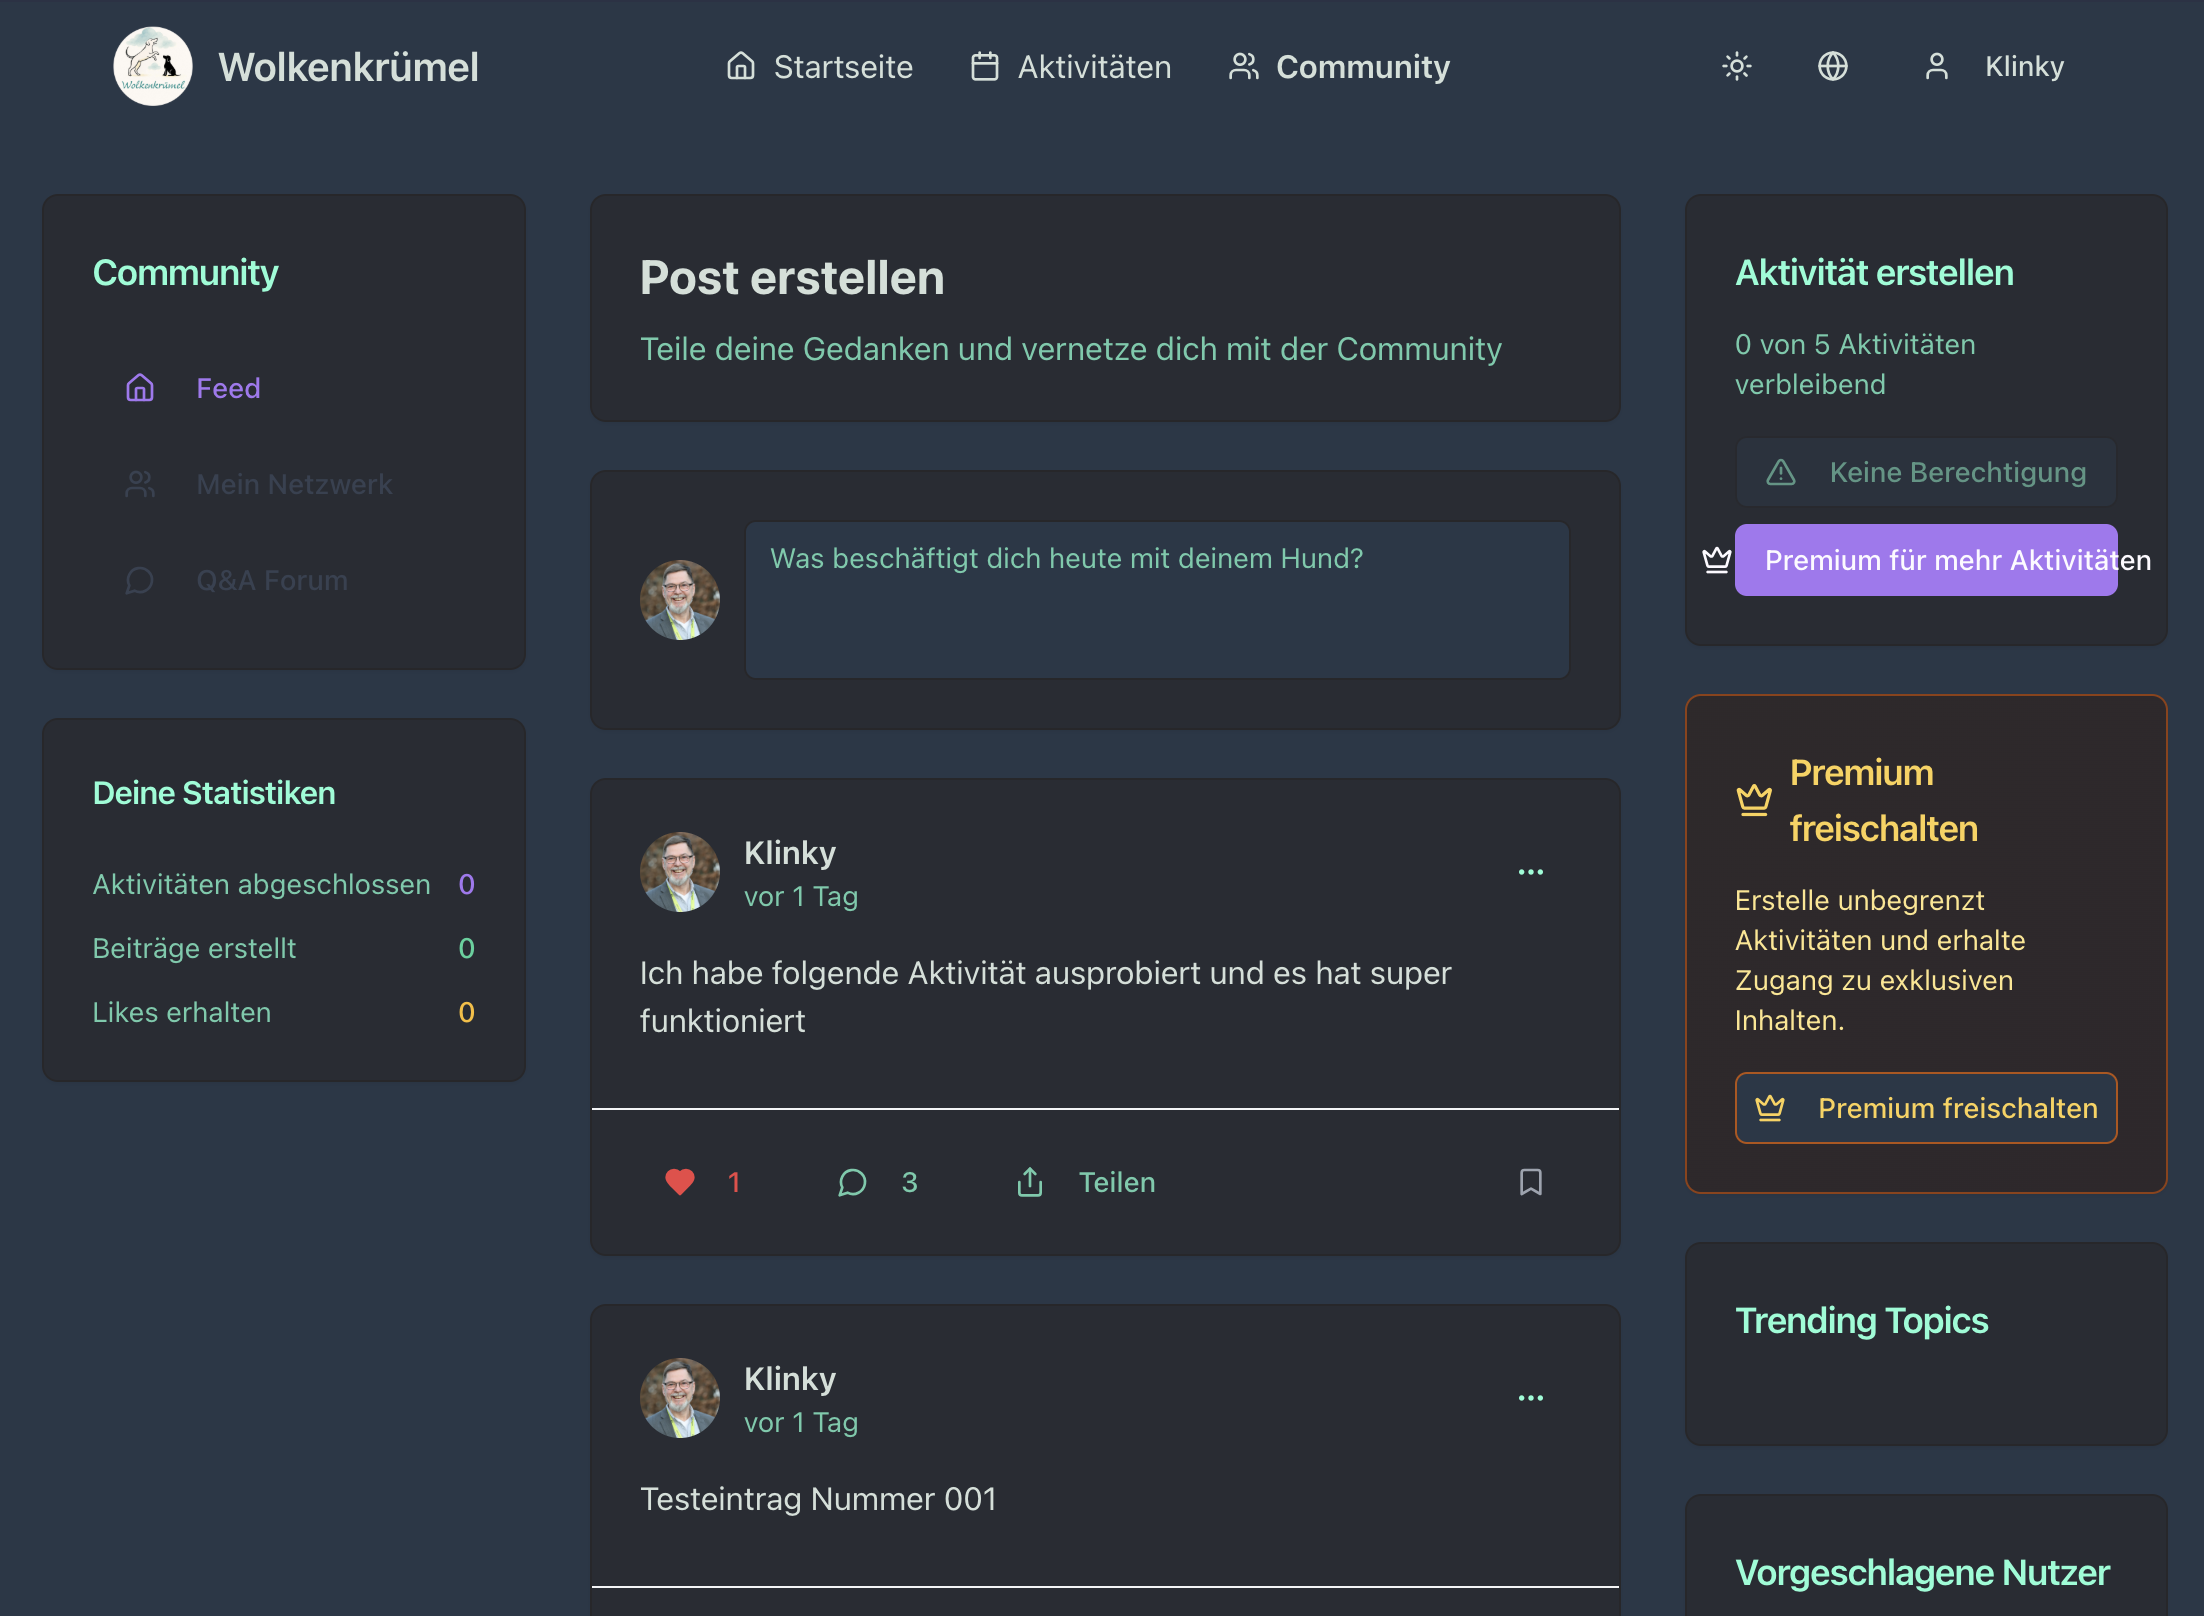 Wolkenkrümel
Wolkenkrümel
Startseite
Aktivitäten
Community
Klinky
Community
Feed
Mein Netzwerk
Q&A Forum
Deine Statistiken
Aktivitäten abgeschlossen 0
Beiträge erstellt 0
Likes erhalten 0
Post erstellen
Teile deine Gedanken und vernetze dich mit der Community
Was beschäftigt dich heute mit deinem Hund?
Klinky
vor 1 Tag
Ich habe folgende Aktivität ausprobiert und es hat super
funktioniert
1 3 Teilen
Klinky
vor 1 Tag
Testeintrag Nummer 001
Aktivität erstellen
0 von 5 Aktivitäten
verbleibend
Keine Berechtigung
Premium für mehr Aktivitäten
Premium
freischalten
Erstelle unbegrenzt
Aktivitäten und erhalte
Zugang zu exklusiven
Inhalten.
Premium freischalten
Trending Topics
Vorgeschlagene Nutzer